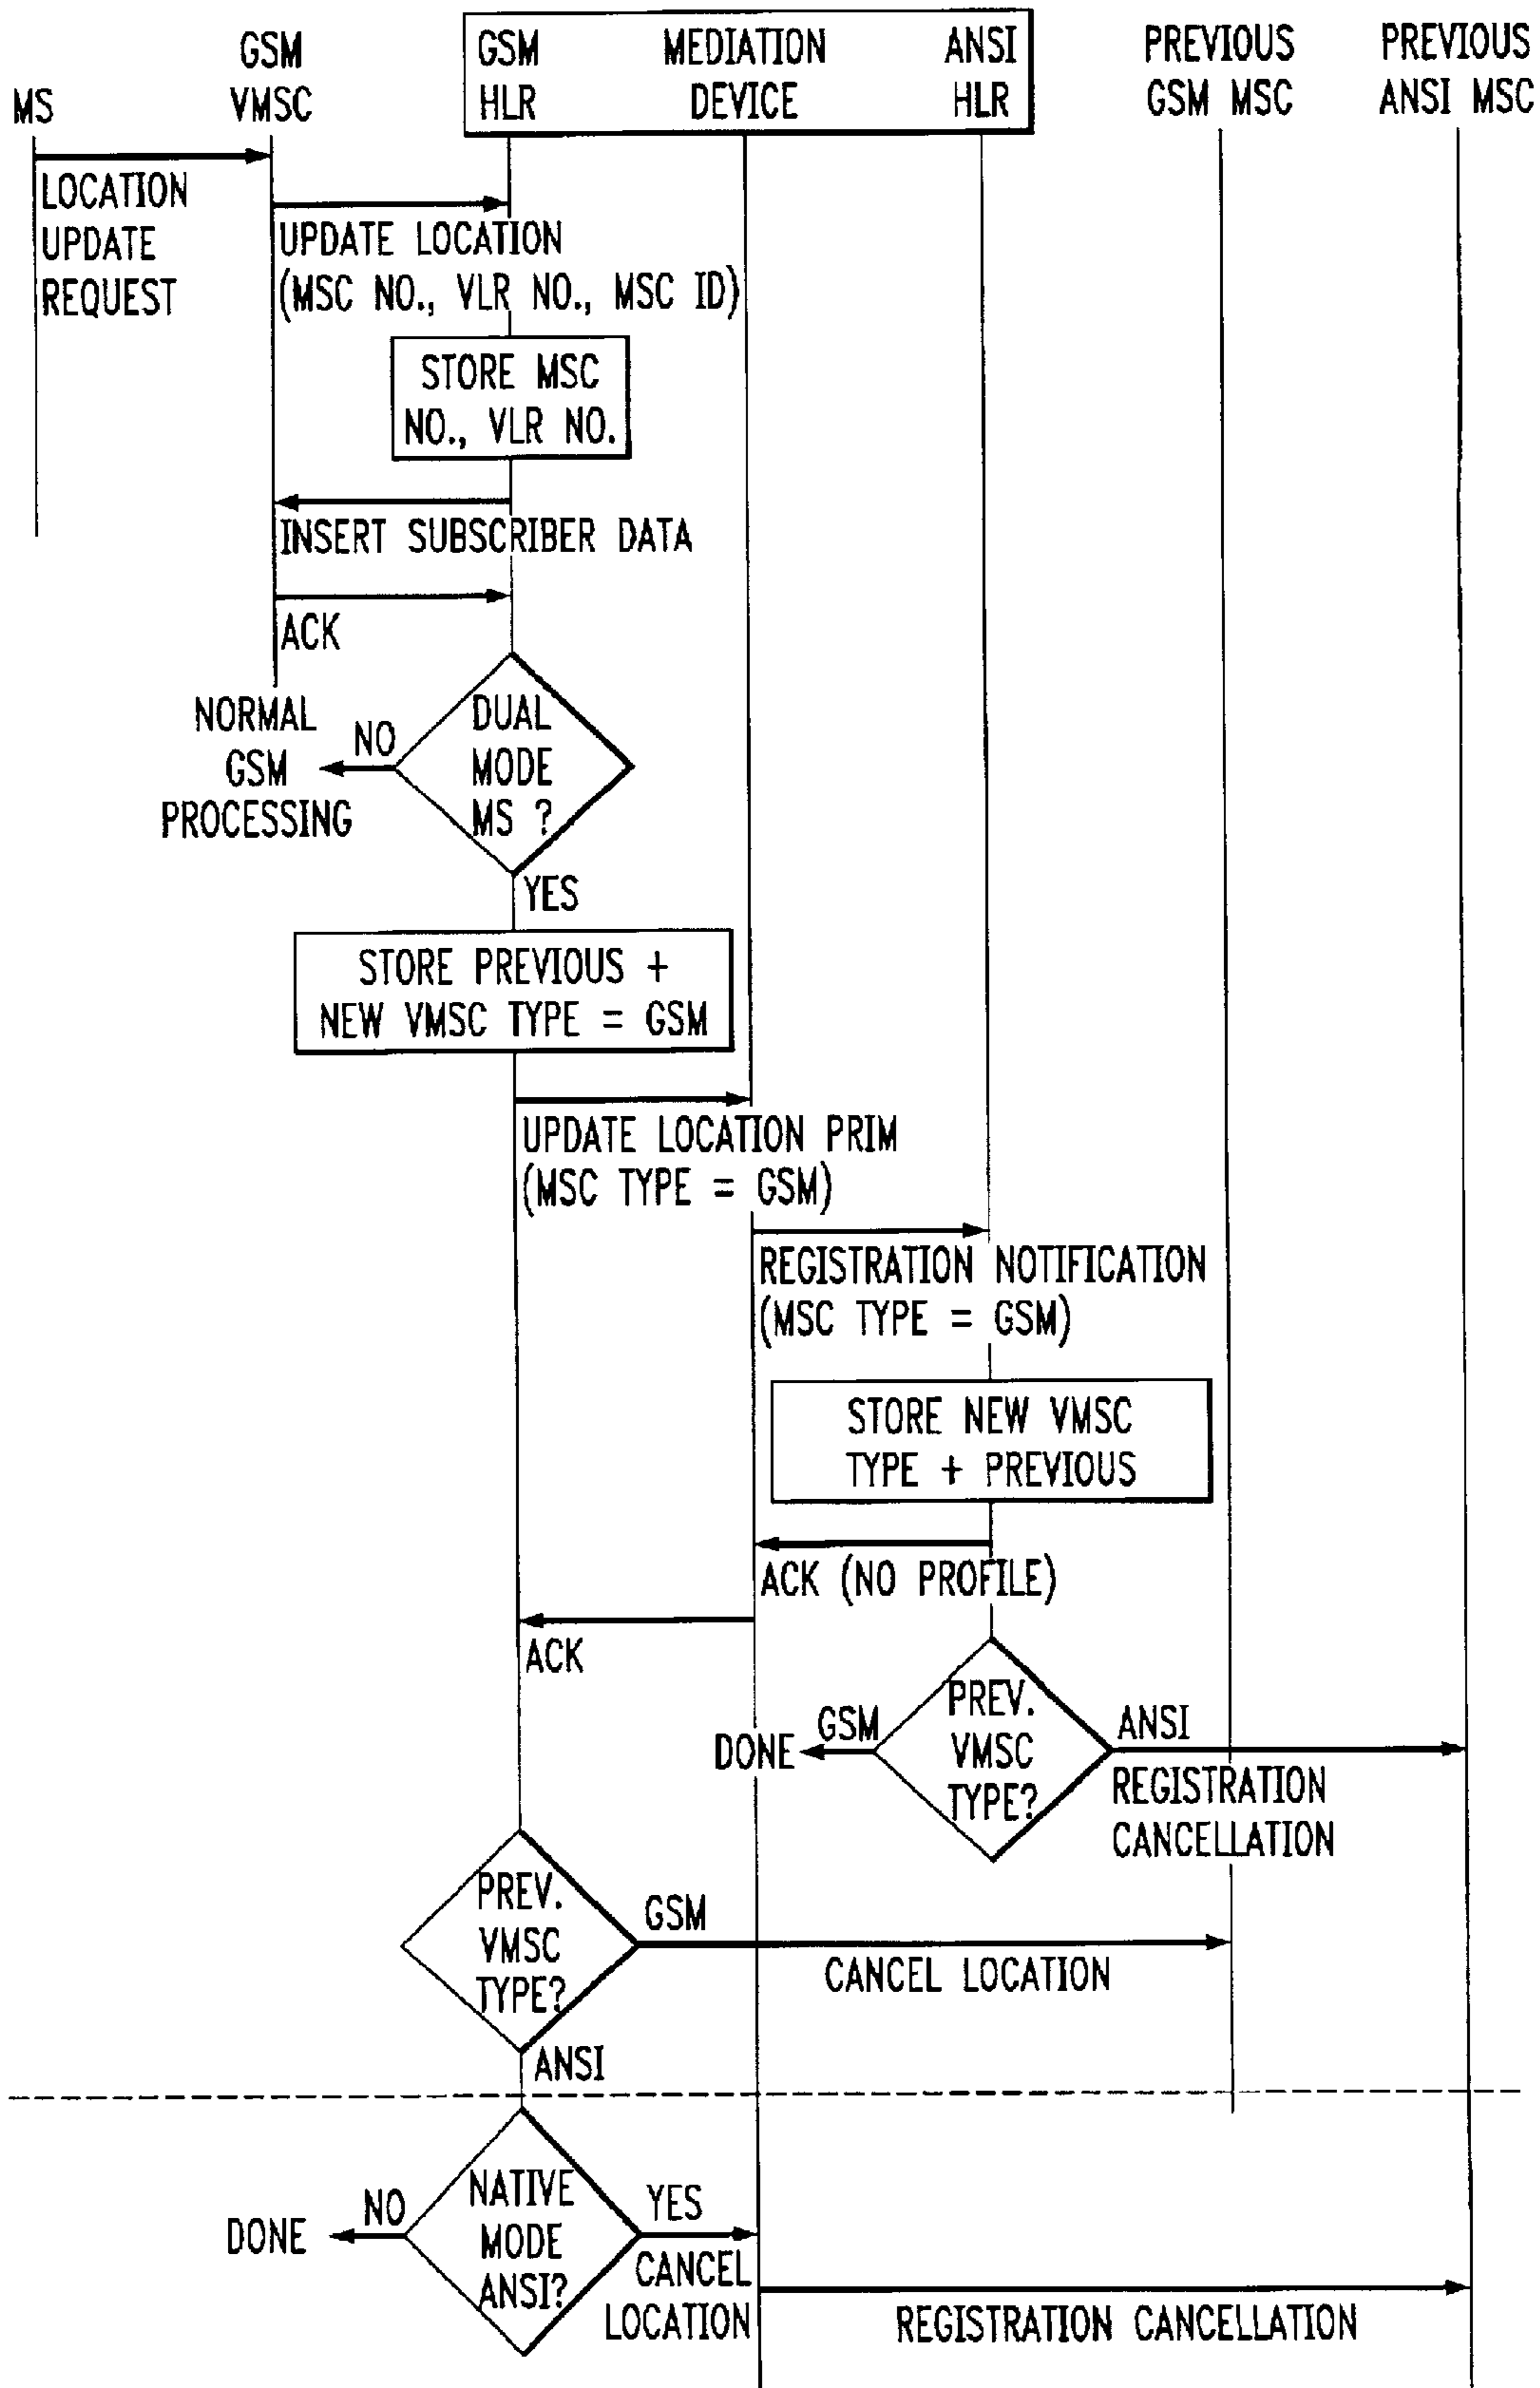 MS
GSM
VMSC
GSM
HLR
MEDIATION
DEVICE
ANSI
HLR
PREVIOUS
GSM MSC
PREVIOUS
ANSI MSC
LOCATION
UPDATE
REQUEST
UPDATE LOCATION
(MSC NO., VLR NO., MSC ID)
STORE MSC
NO., VLR NO.
INSERT SUBSCRIBER DATA
ACK
DUAL
MODE
MS ?
NO
NORMAL
GSM
PROCESSING
YES
STORE PREVIOUS +
NEW VMSC TYPE = GSM
UPDATE LOCATION PRIM
(MSC TYPE = GSM)
REGISTRATION NOTIFICATION
(MSC TYPE = GSM)
STORE NEW VMSC
TYPE + PREVIOUS
ACK (NO PROFILE)
ACK
PREV.
VMSC
TYPE?
GSM
DONE
ANSI
REGISTRATION
CANCELLATION
PREV.
VMSC
TYPE?
GSM
CANCEL LOCATION
ANSI
NATIVE
MODE
ANSI?
NO
DONE
YES
CANCEL
LOCATION
REGISTRATION CANCELLATION